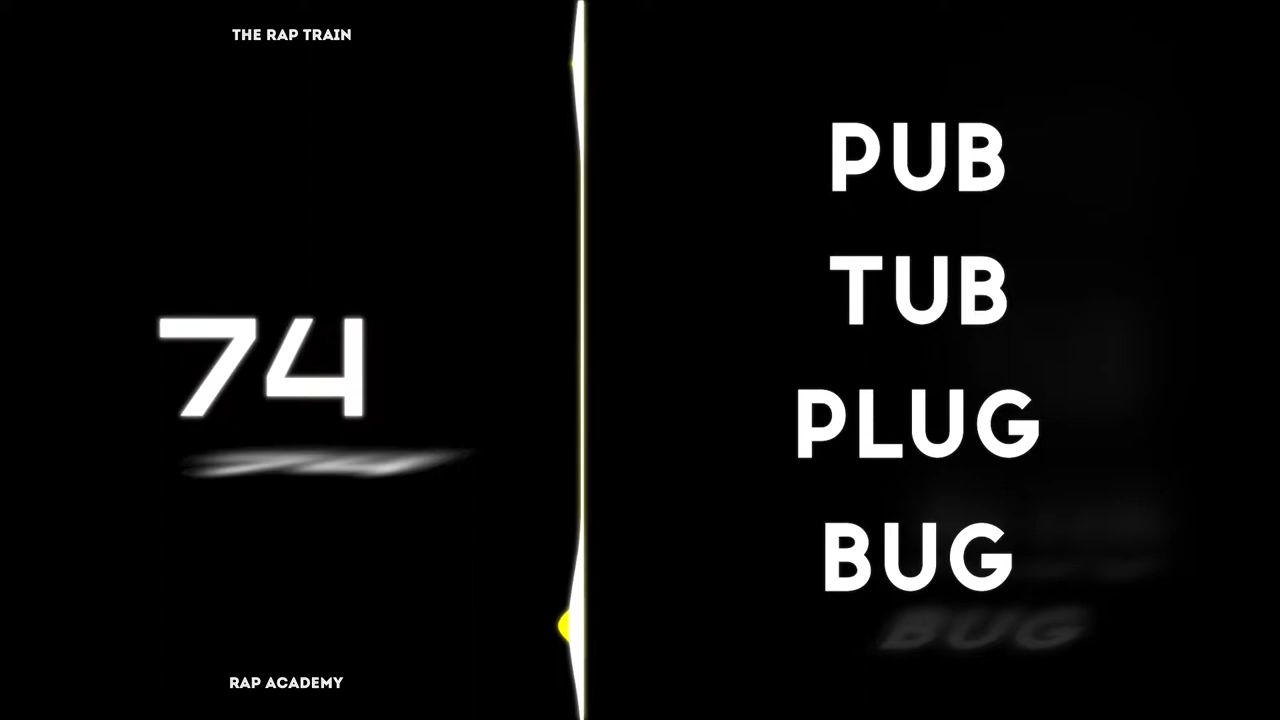 THE RAP TRAIN
74
RAP ACADEMY
PUB
TUB
PLUG
BUG